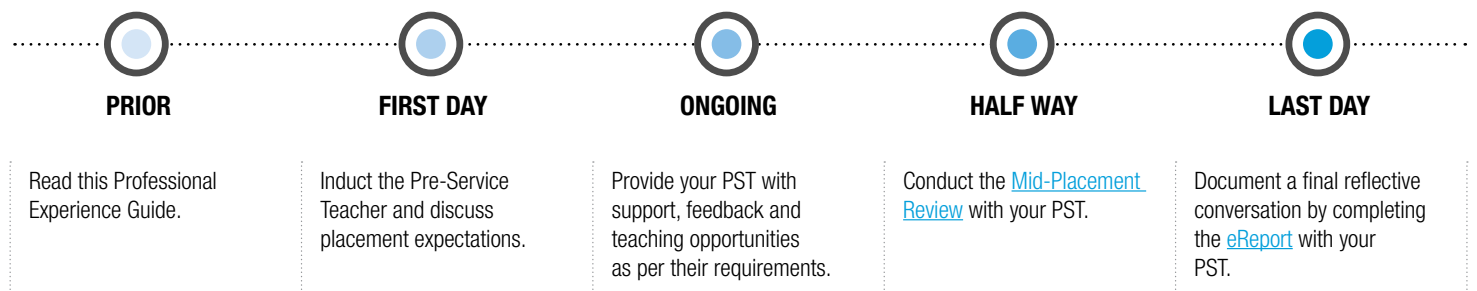 PRIOR
FIRST DAY
ONGOING
HALF WAY
LAST DAY
Read this Professional
Experience Guide.
Induct the Pre-Service
Teacher and discuss
placement expectations.
Provide your PST with
support, feedback and
teaching opportunities
as per their requirements.
Conduct the Mid-Placement
Review with your PST.
Document a final reflective
conversation by completing
the eReport with your
PST.